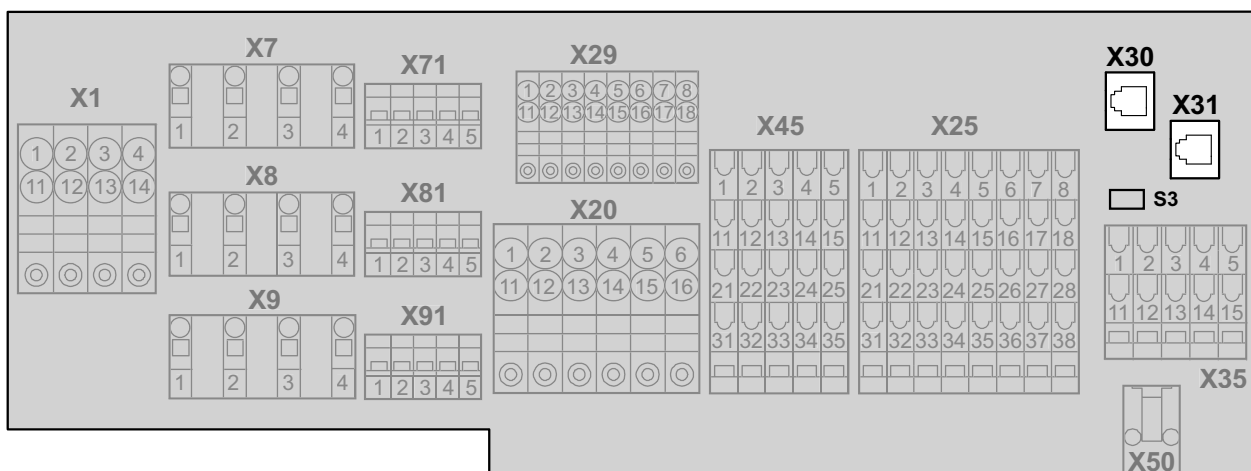 X1
1 2 3 4
11 12 13 14
X7
1 2 3 4
X8
1 2 3 4
X9
1 2 3 4
X71
1 2 3 4 5
X81
1 2 3 4 5
X91
1 2 3 4 5
X29
1 2 3 4 5 6 7 8
11 12 13 14 15 16 17 18
X20
1 2 3 4 5 6
11 12 13 14 15 16
X45
1 2 3 4 5
11 12 13 14 15
21 22 23 24 25
31 32 33 34 35
X25
1 2 3 4 5 6 7 8
11 12 13 14 15 16 17 18
21 22 23 24 25 26 27 28
31 32 33 34 35 36 37 38
X30
X31
S3
1 2 3 4 5
11 12 13 14 15
X35
X50